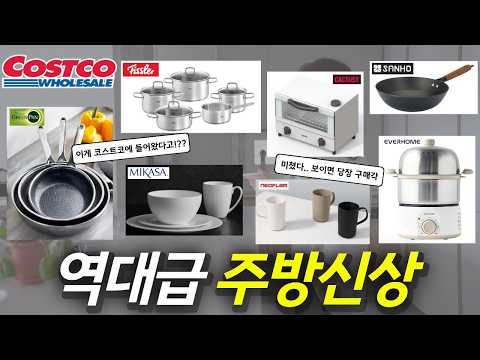 COSTCO
WHOLESALE
Fissler
CACTUS
SANHO
GREENPAN
이게 코스트코에 들어왔다고!??
MIKASA
미쳤다.. 보이면 당장 구매각
NEOFLAM
EVERHOME
역대급 주방신상